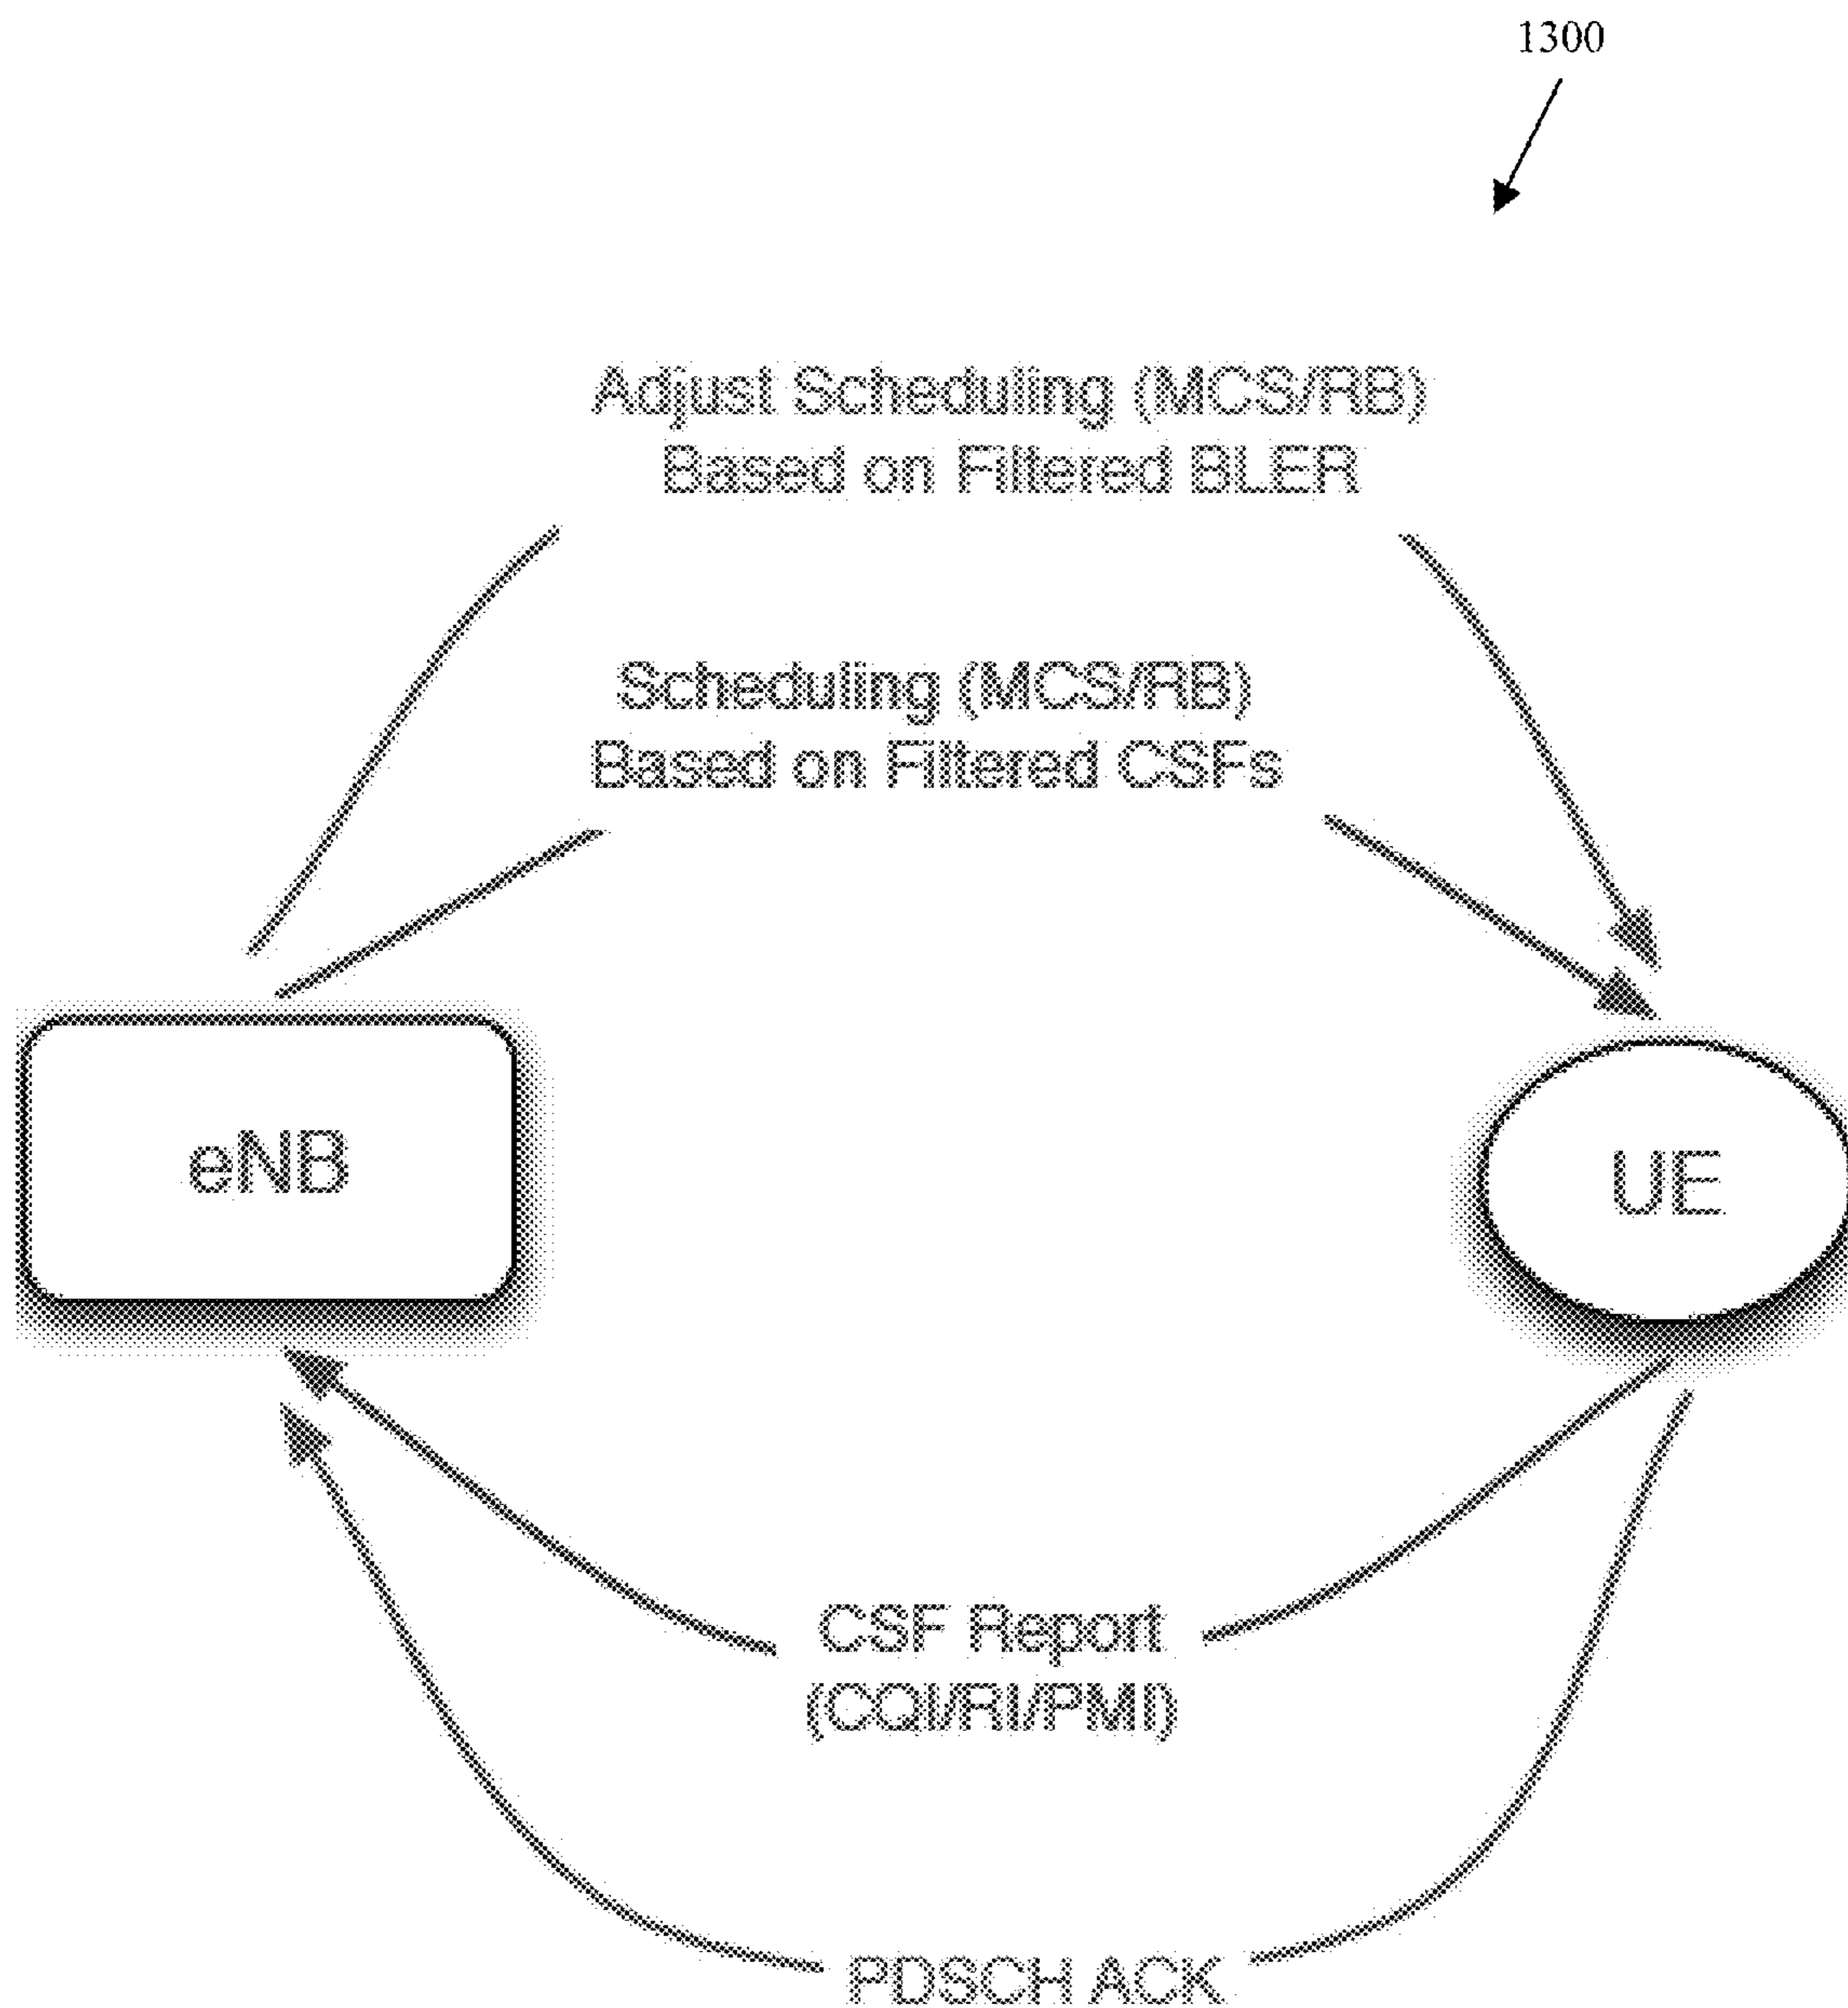 1300
Adjust Scheduling (MCS/RB)
Based on Filtered BLER
Scheduling (MCS/RB)
Based on Filtered CSFs
eNB
UE
CSF Report
(CQI/RI/PMI)
PDSCH ACK